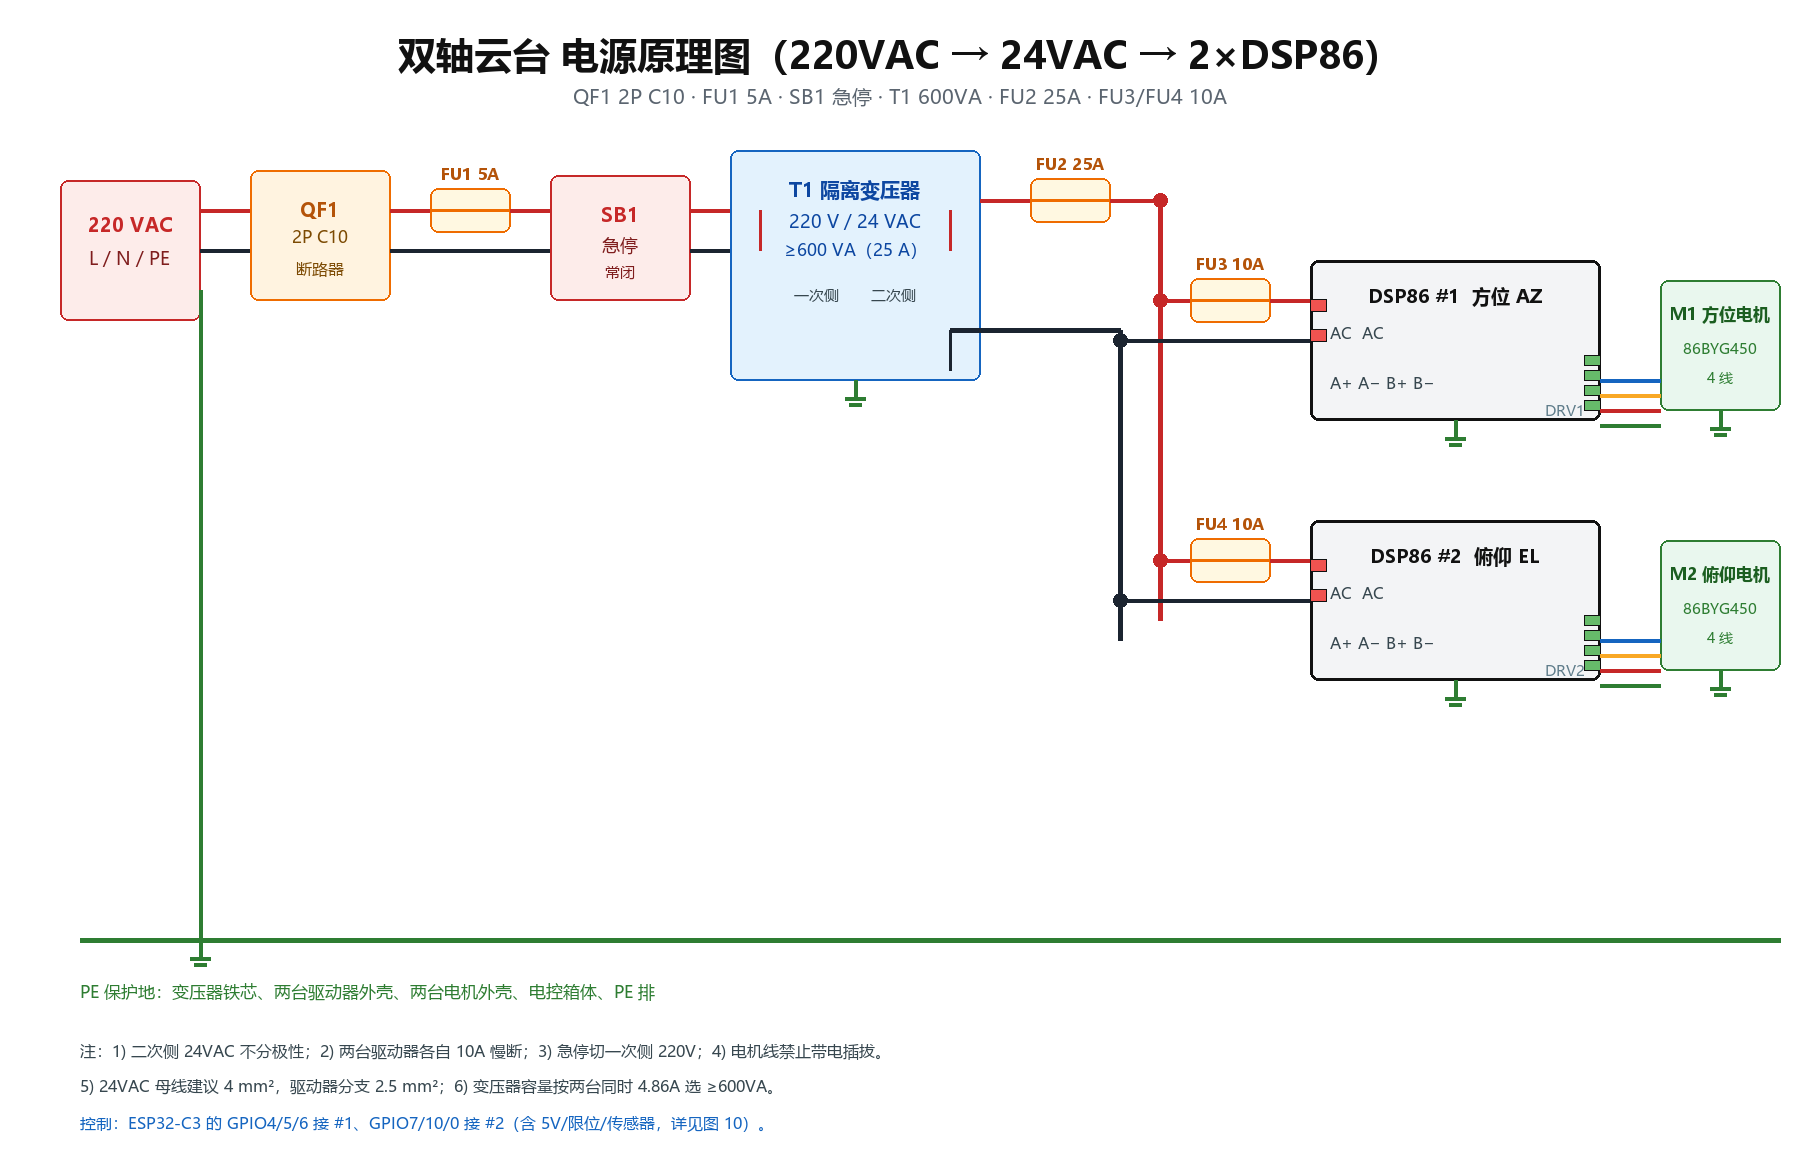 双轴云台 电源原理图（220VAC → 24VAC → 2×DSP86）
QF1 2P C10 · FU1 5A · SB1 急停 · T1 600VA · FU2 25A · FU3/FU4 10A
220 VAC
L / N / PE
QF1
2P C10
断路器
FU1 5A
SB1
急停
常闭
T1 隔离变压器
220 V / 24 VAC
≥600 VA（25 A）
一次侧
二次侧
FU2 25A
FU3 10A
DSP86 #1 方位 AZ
AC AC
A+ A− B+ B−
DRV1
M1 方位电机
86BYG450
4 线
FU4 10A
DSP86 #2 俯仰 EL
AC AC
A+ A− B+ B−
DRV2
M2 俯仰电机
86BYG450
4 线
PE 保护地：变压器铁芯、两台驱动器外壳、两台电机外壳、电控箱体、PE 排
注：1) 二次侧 24VAC 不分极性；2) 两台驱动器各自 10A 慢断；3) 急停切一次侧 220V；4) 电机线禁止带电插拔。
5) 24VAC 母线建议 4 mm²，驱动器分支 2.5 mm²；6) 变压器容量按两台同时 4.86A 选 ≥600VA。
控制：ESP32-C3 的 GPIO4/5/6 接 #1、GPIO7/10/0 接 #2（含 5V/限位/传感器，详见图 10）。